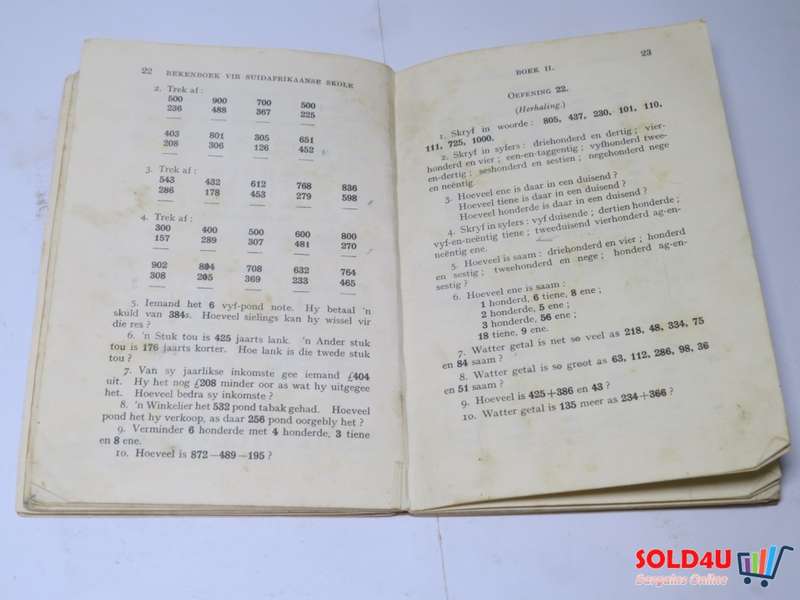 22 REKENBOEK VIR SUIDAFRIKAANSE SKOLE
2. Trek af :
500 900 700 500
236 488 367 225
403 801 305 651
208 306 126 452
3. Trek af :
543 432 612 768 836
286 178 453 279 598
4. Trek af :
300 400 500 600 800
157 289 307 481 270
902 804 708 632 764
308 205 369 233 465
5. Iemand het 6 vyf-pond note. Hy betaal 'n
skuld van 384s. Hoeveel sielings kan hy wissel vir
die res ?
6. 'n Stuk tou is 425 jaarts lank. 'n Ander stuk
tou is 176 jaarts korter. Hoe lank is die twede stuk
tou ?
7. Van sy jaarlikse inkomste gee iemand £404
uit. Hy het nog £208 minder oor as wat hy uitgegee
het. Hoeveel bedra sy inkomste ?
8. 'n Winkelier het 532 pond tabak gehad. Hoeveel
pond het hy verkoop, as daar 256 pond oorgebly het ?
9. Verminder 6 honderde met 4 honderde, 3 tiene
en 8 ene.
10. Hoeveel is 872—489—195 ?
BOEK II. 23
OEFENING 22.
(Herhaling.)
1. Skryf in woorde : 805, 437, 230, 101, 110,
111, 725, 1000.
2. Skryf in syfers : driehonderd en dertig ; vier-
honderd en vier ; een-en-taggentig ; vyfhonderd twee-
en-dertig ; seshonderd en sestien ; negehonderd nege
en neëntig.
3. Hoeveel ene is daar in een duisend ?
Hoeveel tiene is daar in een duisend ?
Hoeveel honderde is daar in een duisend ?
4. Skryf in syfers : vyf duisende ; dertien honderde ;
vyf-en-neëntig tiene ; tweeduisend vierhonderd ag-en-
neëntig ene.
5. Hoeveel is saam : driehonderd en vier ; honderd
en sestig ; tweehonderd en nege ; honderd ag-en-
sestig ?
6. Hoeveel ene is saam :
1 honderd, 6 tiene, 8 ene ;
2 honderde, 5 ene ;
3 honderde, 56 ene ;
18 tiene, 9 ene.
7. Watter getal is net so veel as 218, 48, 334, 75
en 84 saam ?
8. Watter getal is so groot as 63, 112, 286, 98, 36
en 51 saam ?
9. Hoeveel is 425+386 en 43 ?
10. Watter getal is 135 meer as 234+366 ?
SOLD4U
Bargains Online